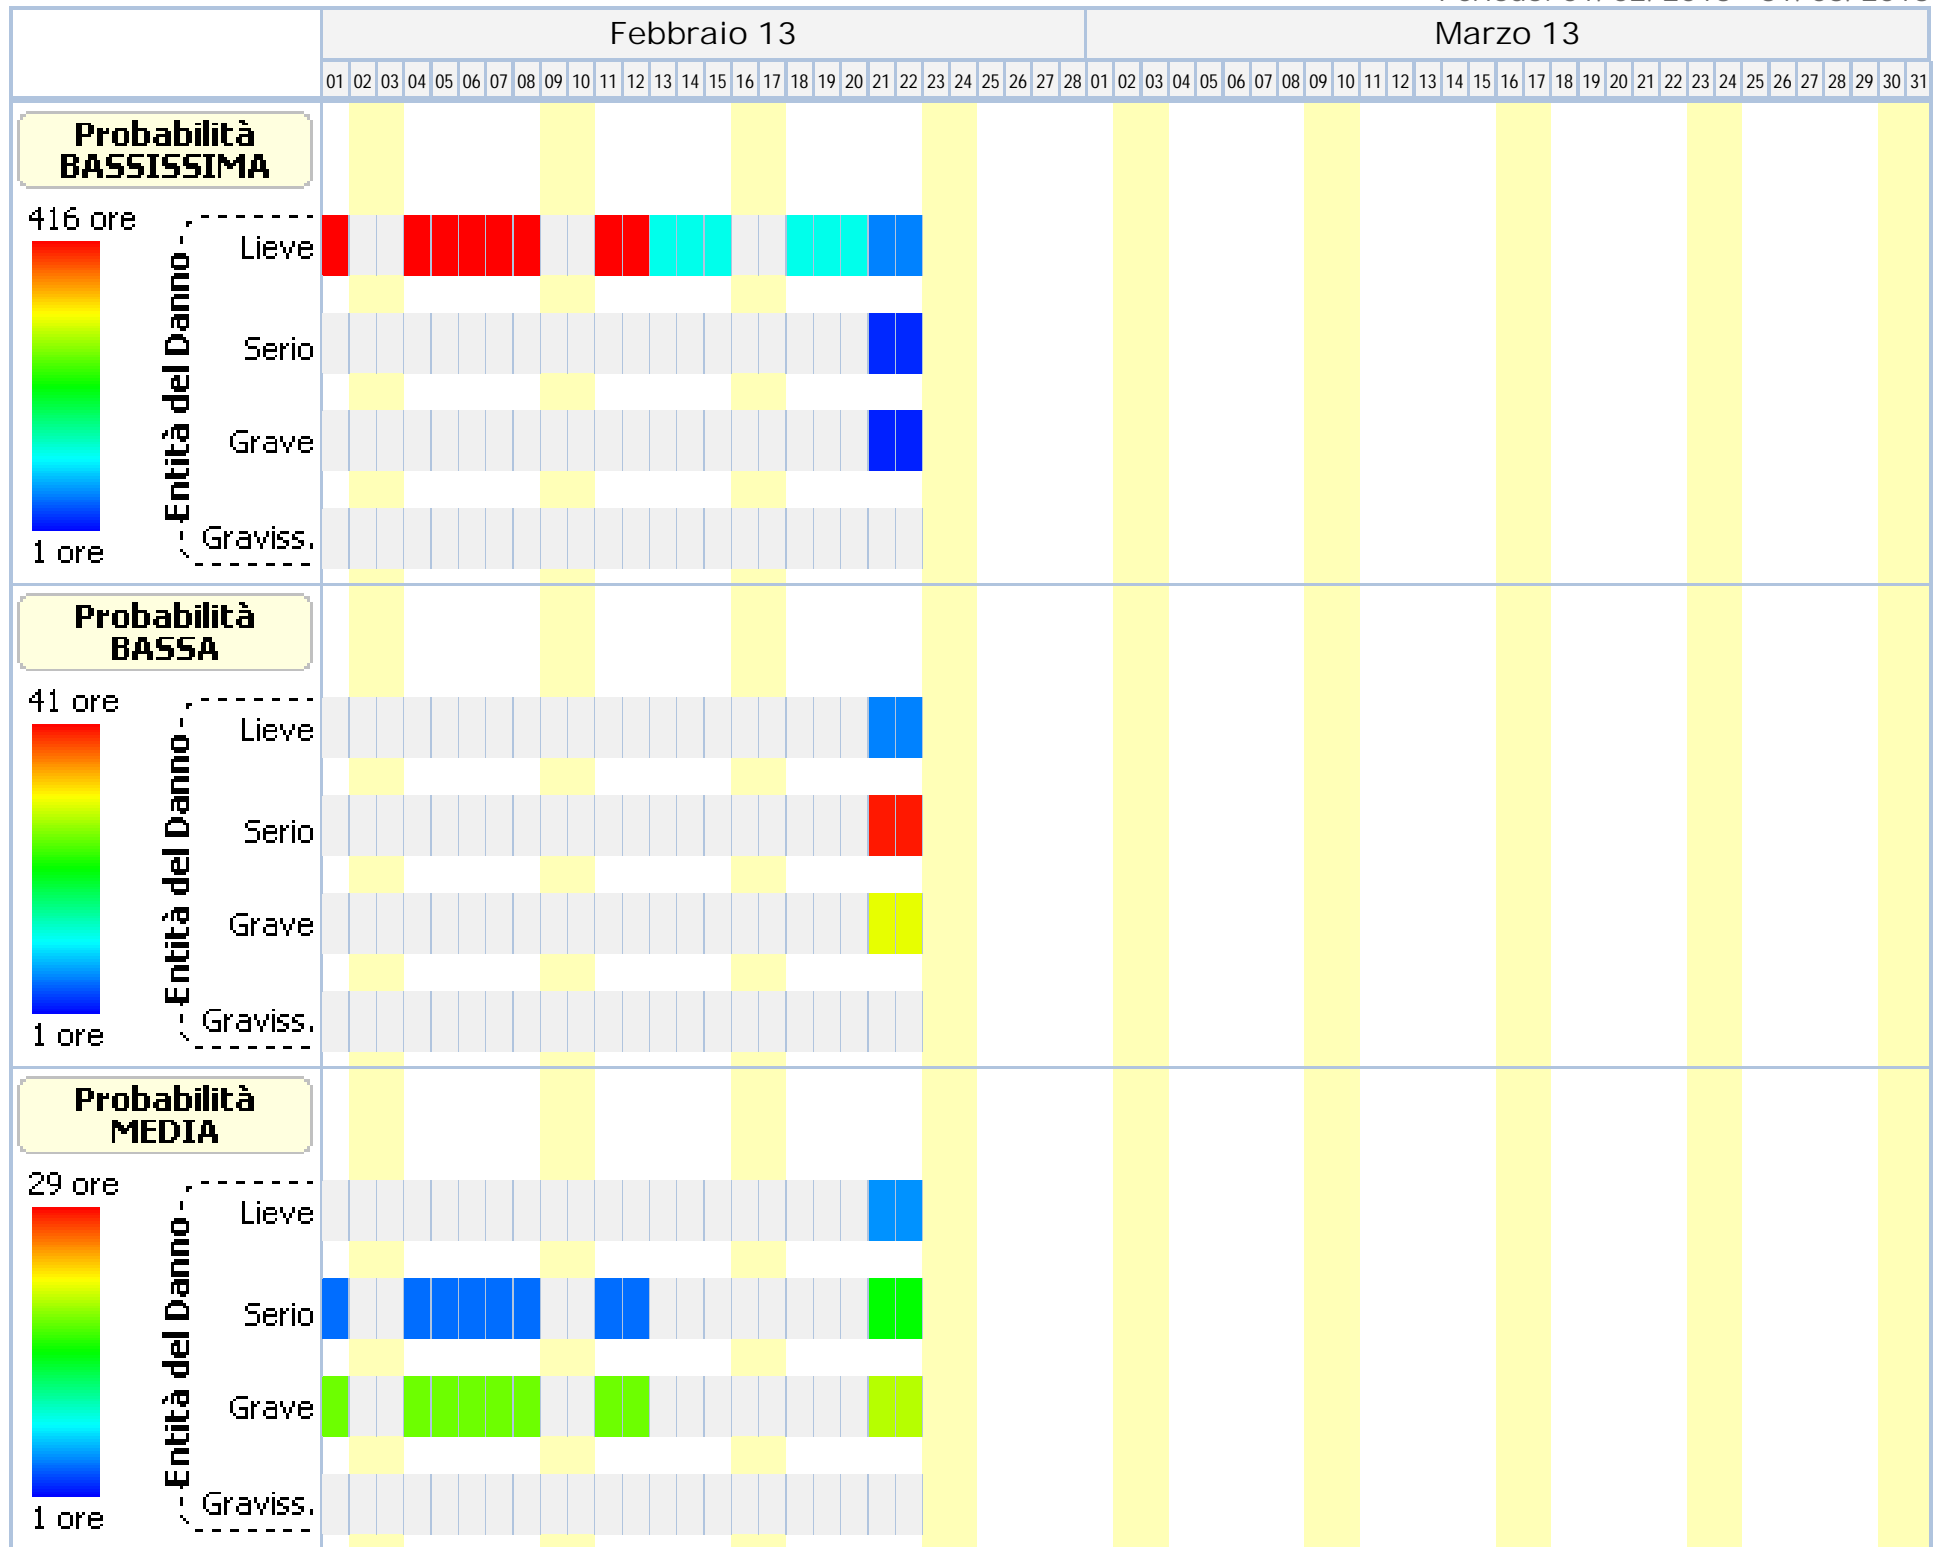 Febbraio 13 Marzo 13
01 02 03 04 05 06 07 08 09 10 11 12 13 14 15 16 17 18 19 20 21 22 23 24 25 26 27 28 01 02 03 04 05 06 07 08 09 10 11 12 13 14 15 16 17 18 19 20 21 22 23 24 25 26 27 28 29 30 31
Probabilità
BASSISSIMA
416 ore
1 ore
Entità del Danno
Lieve
Serio
Grave
Graviss.
Probabilità
BASSA
41 ore
1 ore
Entità del Danno
Lieve
Serio
Grave
Graviss.
Probabilità
MEDIA
29 ore
1 ore
Entità del Danno
Lieve
Serio
Grave
Graviss.